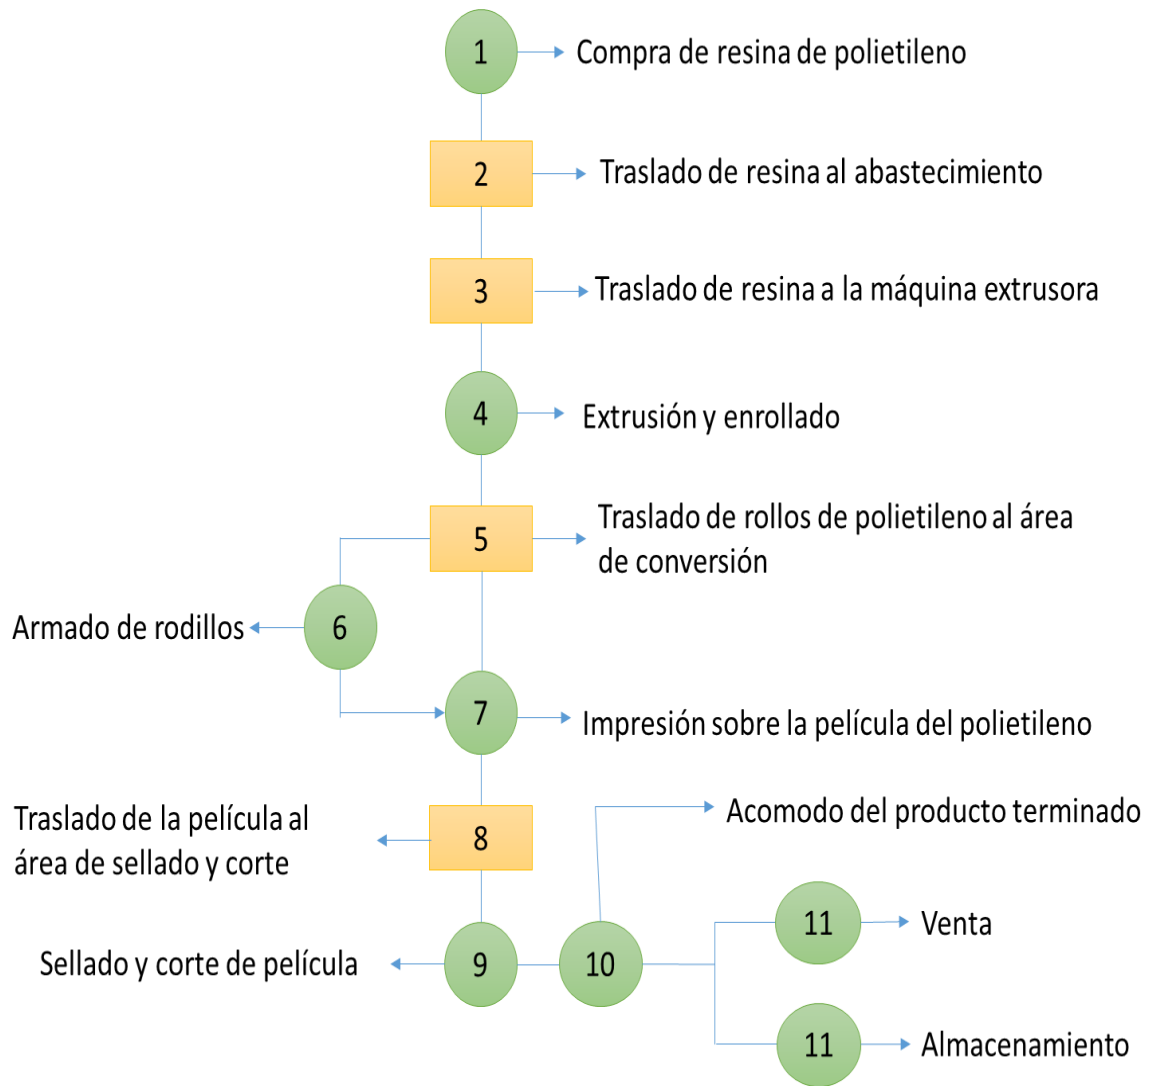 1
Compra de resina de polietileno
2
Traslado de resina al abastecimiento
3
Traslado de resina a la máquina extrusora
4
Extrusión y enrollado
5
Traslado de rollos de polietileno al área
de conversión
Armado de rodillos
6
7
Impresión sobre la película del polietileno
Traslado de la película al
área de sellado y corte
8
Acomodo del producto terminado
Sellado y corte de película
9
10
11
Venta
11
Almacenamiento